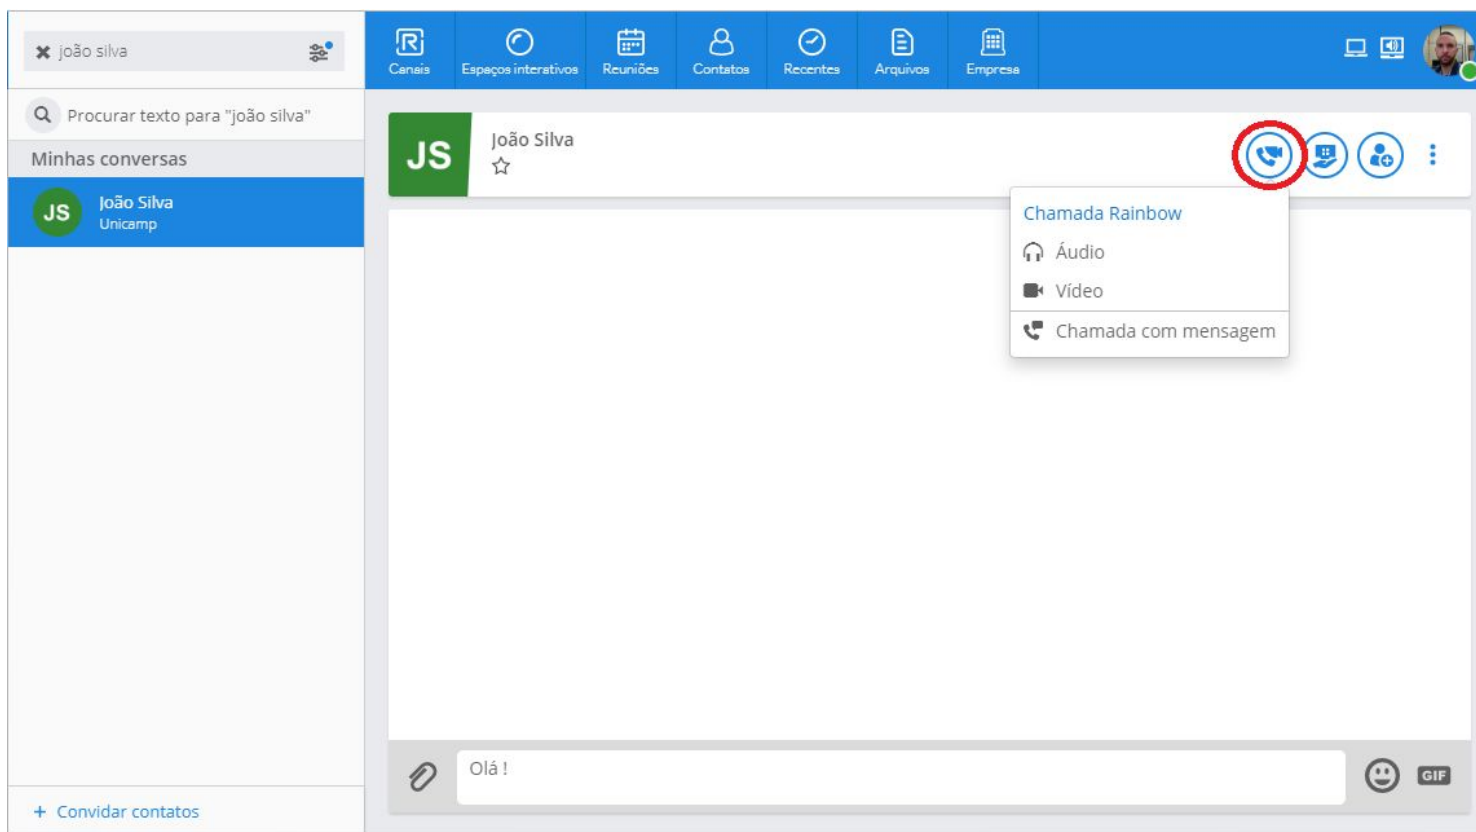 joão silva
Canais
Espaços interativos
Reuniões
Contatos
Recentes
Arquivos
Empresa
Procurar texto para "joão silva"
Minhas conversas
JS
João Silva
Unicamp
JS
João Silva
Chamada Rainbow
Áudio
Vídeo
Chamada com mensagem
Olá !
GIF
+ Convidar contatos